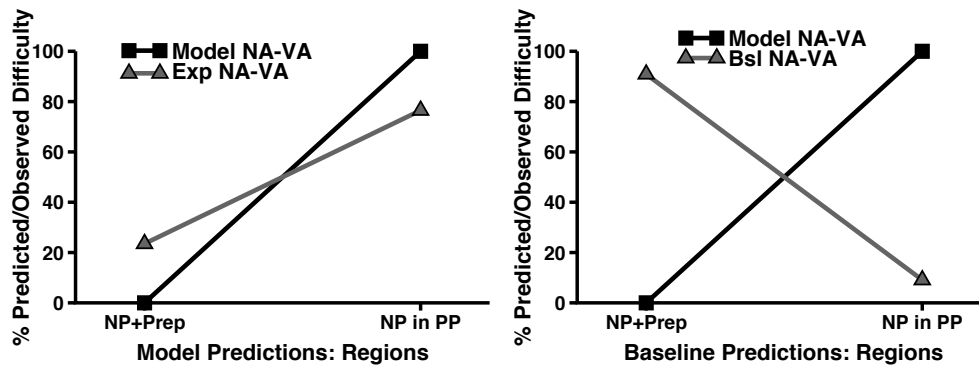 % Predicted/Observed Difficulty
100
80
60
40
20
0
Model NA-VA
Exp NA-VA
NP+Prep
NP in PP
Model Predictions: Regions
% Predicted/Observed Difficulty
100
80
60
40
20
0
Model NA-VA
Bsl NA-VA
NP+Prep
NP in PP
Baseline Predictions: Regions